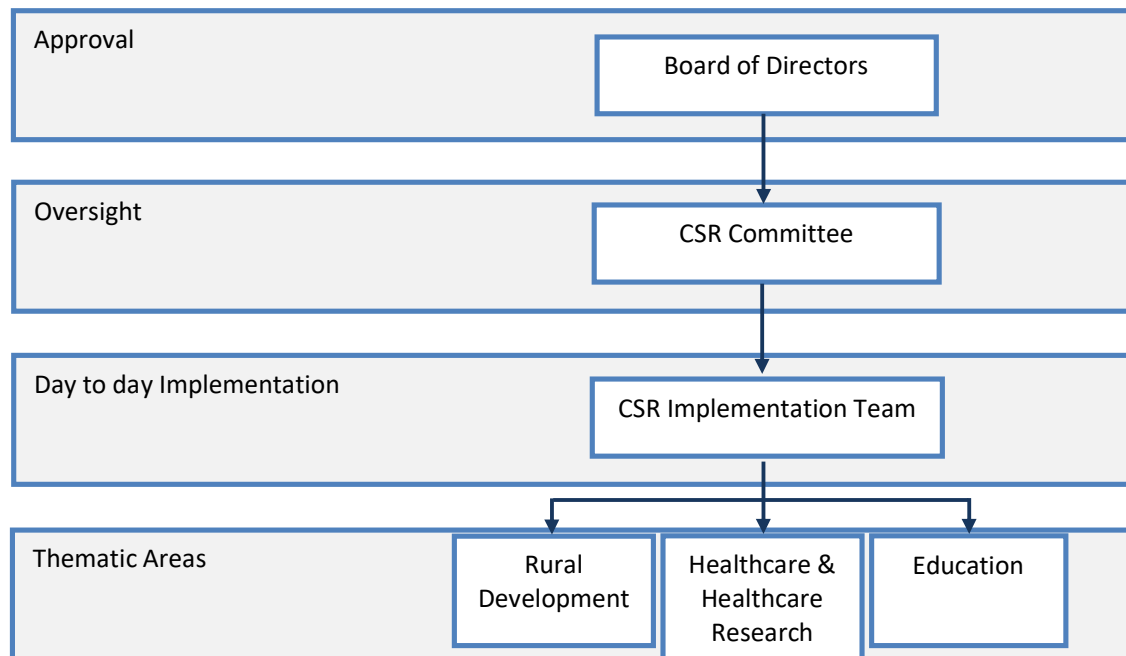 Approval
Board of Directors
Oversight
CSR Committee
Day to day Implementation
CSR Implementation Team
Thematic Areas
Rural
Development
Healthcare &
Healthcare
Research
Education